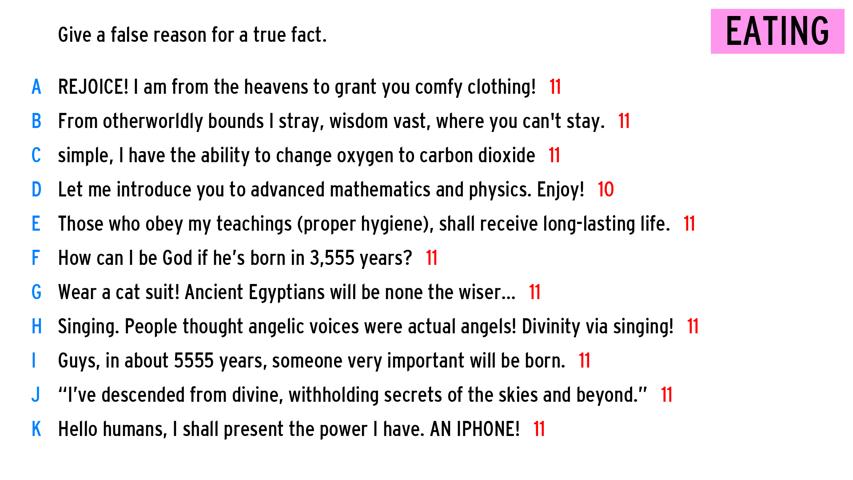 Give a false reason for a true fact.
EATING
A REJOICE! I am from the heavens to grant you comfy clothing! 11
B From otherworldly bounds I stray, wisdom vast, where you can't stay. 11
C simple, I have the ability to change oxygen to carbon dioxide 11
D Let me introduce you to advanced mathematics and physics. Enjoy! 10
E Those who obey my teachings (proper hygiene), shall receive long-lasting life. 11
F How can I be God if he's born in 3,555 years? 11
G Wear a cat suit! Ancient Egyptians will be none the wiser... 11
H Singing. People thought angelic voices were actual angels! Divinity via singing! 11
I Guys, in about 5555 years, someone very important will be born. 11
J “I've descended from divine, withholding secrets of the skies and beyond.” 11
K Hello humans, I shall present the power I have. AN IPHONE! 11